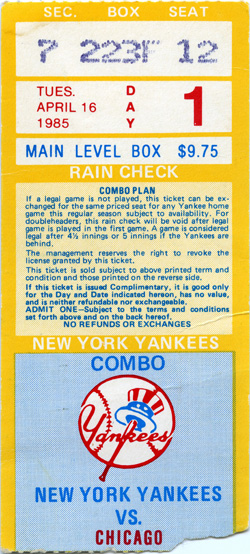 SEC. BOX SEAT
7 223F 12
TUES. APRIL 16 1985
DAY
1
MAIN LEVEL BOX $9.75
RAIN CHECK
COMBO PLAN
If a legal game is not played, this ticket can be ex-
changed for the same priced seat for any Yankee home
game this regular season subject to availability. For
doubleheaders, this rain check will be void after legal
game is played in the first game. A game is considered
legal after 4½ innings or 5 innings if the Yankees are
behind.
The management reserves the right to revoke the
license granted by this ticket.
This ticket is sold subject to above printed term and
condition and those printed on the reverse side.
If this ticket is issued Complimentary, it is good only
for the Day and Date indicated hereon, has no value,
and is neither refundable nor exchangeable.
ADMIT ONE—Subject to the terms and conditions
set forth above and on the back hereof.
NO REFUNDS OR EXCHANGES
NEW YORK YANKEES
COMBO
Yankees
NEW YORK YANKEES
VS.
CHICAGO